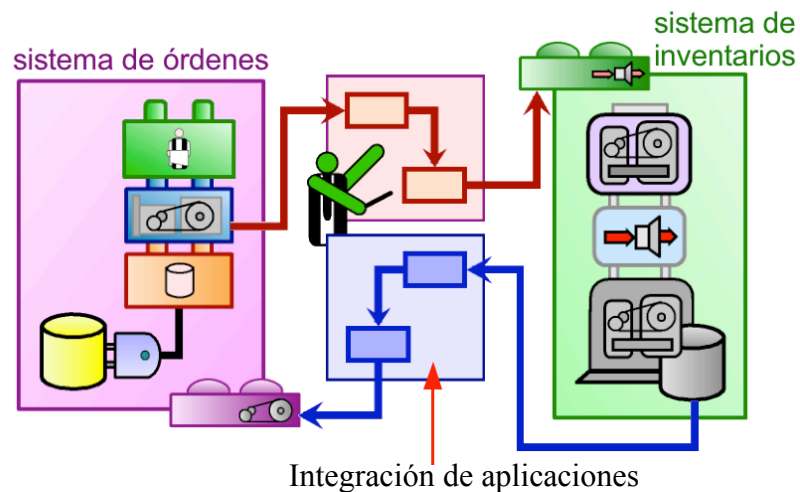 sistema de órdenes
sistema de
inventarios
Integración de aplicaciones